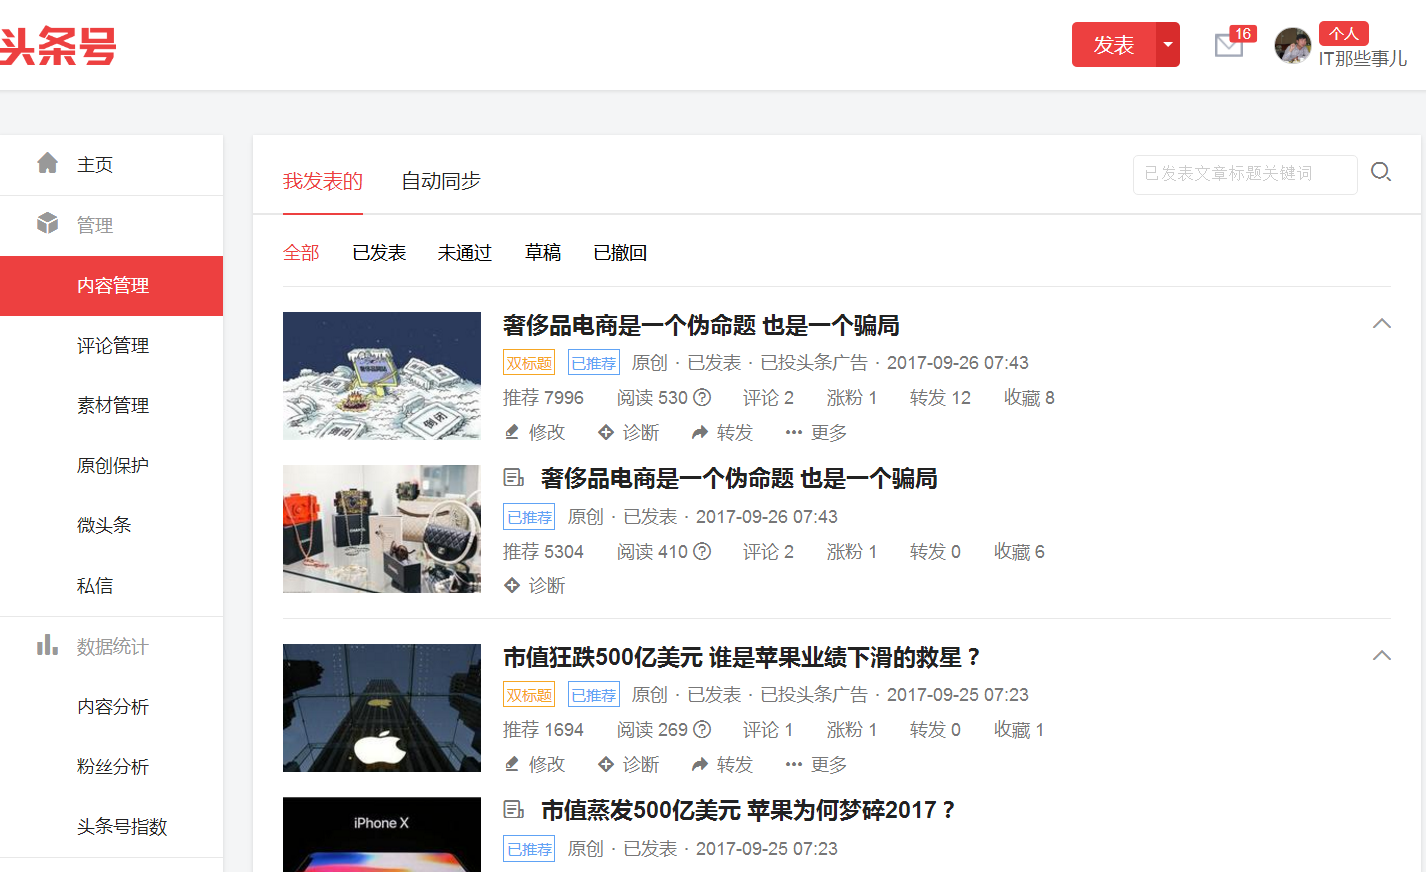 头条号
发表
16
个人
IT那些事儿
主页
管理
内容管理
评论管理
素材管理
原创保护
微头条
私信
数据统计
内容分析
粉丝分析
头条号指数
我发表的 自动同步
已发表文章标题关键词
全部 已发表 未通过 草稿 已撤回
奢侈品电商是一个伪命题 也是一个骗局
双标题 已推荐 原创 · 已发表 · 已投头条广告 · 2017-09-26 07:43
推荐 7996 阅读 530 评论 2 涨粉 1 转发 12 收藏 8
修改 诊断 转发 更多
倒闭
奢侈品电商是一个伪命题 也是一个骗局
已推荐 原创 · 已发表 · 2017-09-26 07:43
推荐 5304 阅读 410 评论 2 涨粉 1 转发 0 收藏 6
诊断
市值狂跌500亿美元 谁是苹果业绩下滑的救星？
双标题 已推荐 原创 · 已发表 · 已投头条广告 · 2017-09-25 07:23
推荐 1694 阅读 269 评论 1 涨粉 1 转发 0 收藏 1
修改 诊断 转发 更多
市值蒸发500亿美元 苹果为何梦碎2017？
已推荐 原创 · 已发表 · 2017-09-25 07:23
iPhone X